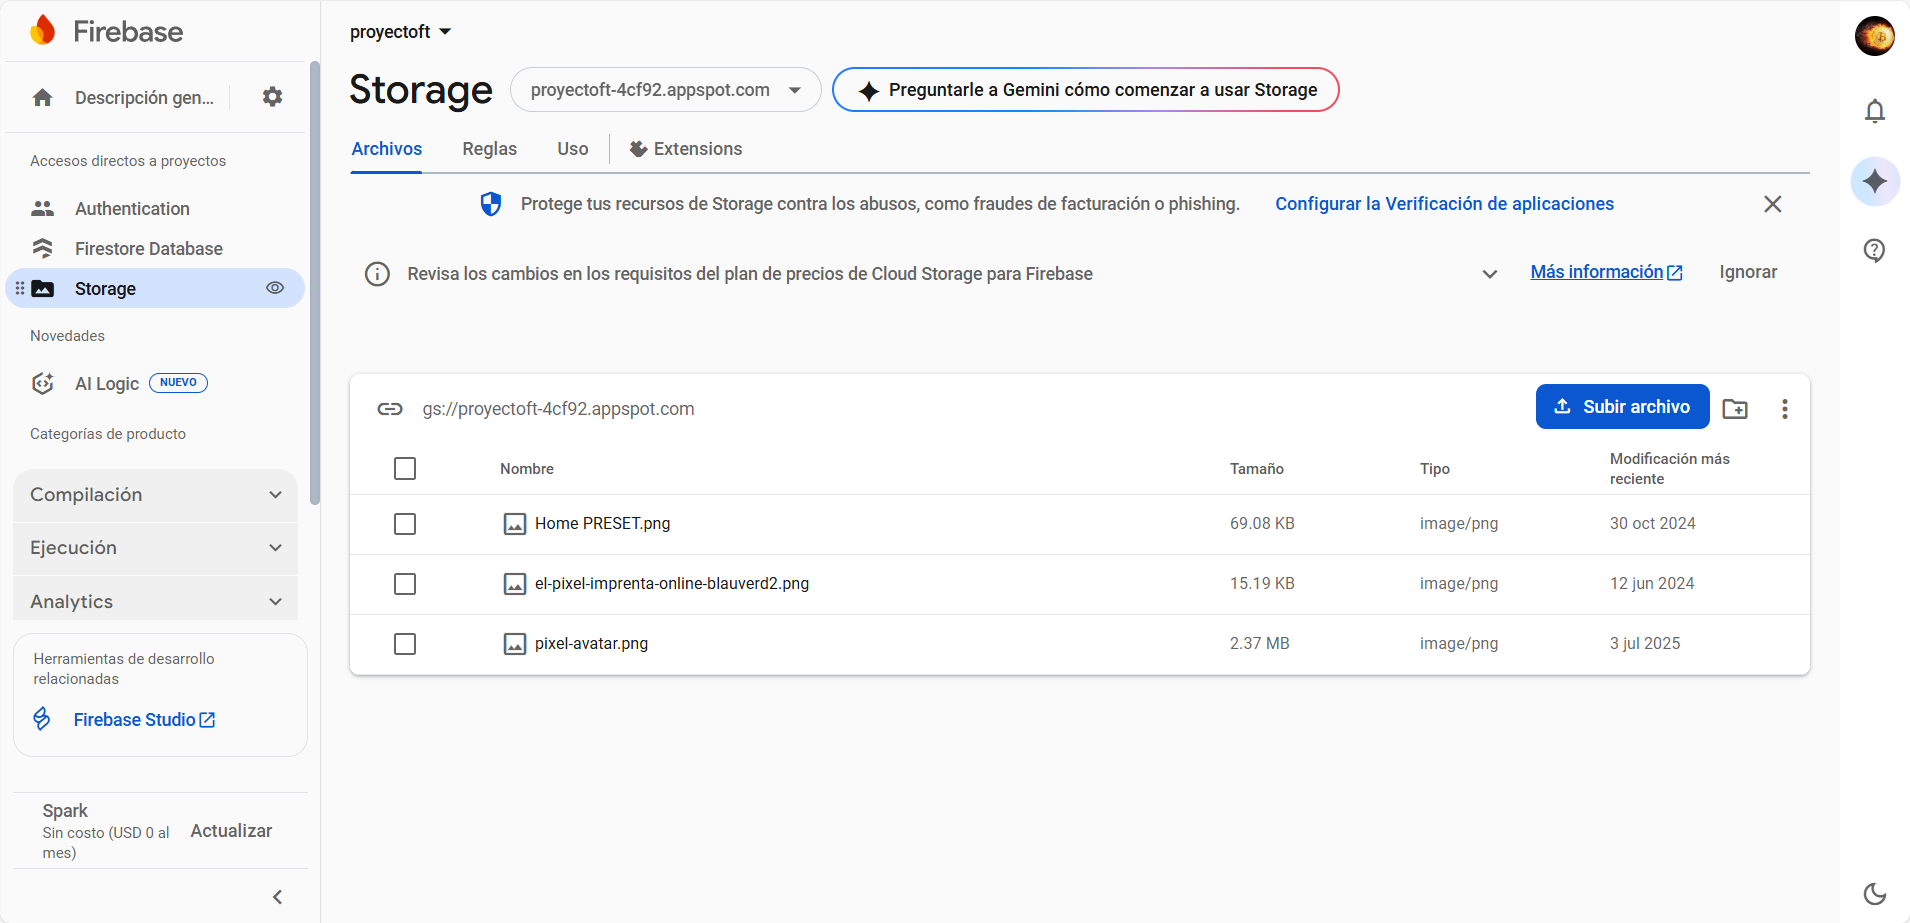 Firebase
Descripción gen...
Accesos directos a proyectos
Authentication
Firestore Database
Storage
Novedades
AI Logic NUEVO
Categorías de producto
Compilación
Ejecución
Analytics
Herramientas de desarrollo
relacionadas
Firebase Studio
Spark
Sin costo (USD 0 al
mes)
Actualizar
proyectoft
Storage
proyectoft-4cf92.appspot.com
Preguntarle a Gemini cómo comenzar a usar Storage
Archivos Reglas Uso Extensions
Protege tus recursos de Storage contra los abusos, como fraudes de facturación o phishing. Configurar la Verificación de aplicaciones
Revisa los cambios en los requisitos del plan de precios de Cloud Storage para Firebase Más información Ignorar
gs://proyectoft-4cf92.appspot.com Subir archivo
Nombre Tamaño Tipo Modificación más
reciente
Home PRESET.png 69.08 KB image/png 30 oct 2024
el-pixel-imprenta-online-blauverd2.png 15.19 KB image/png 12 jun 2024
pixel-avatar.png 2.37 MB image/png 3 jul 2025